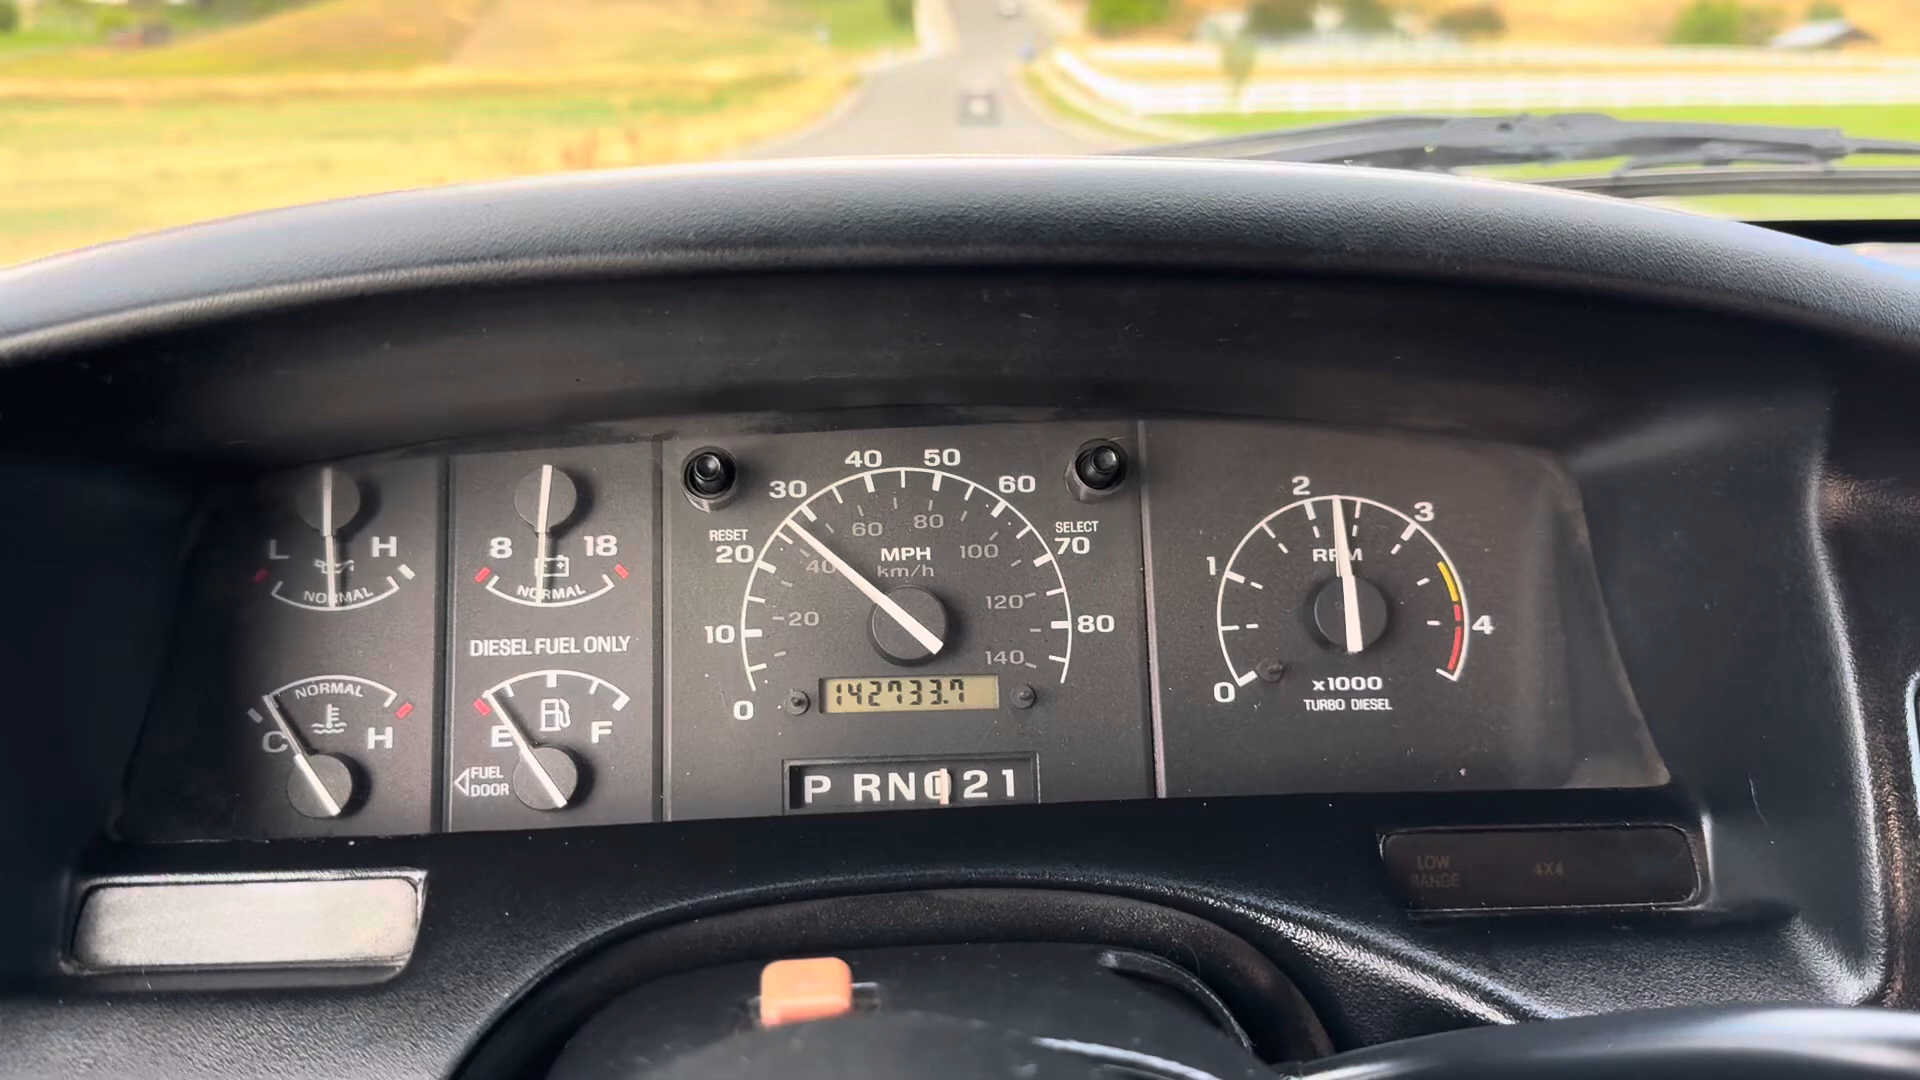 L H
NORMAL
8 18
NORMAL
DIESEL FUEL ONLY
NORMAL
C H
E F
FUEL
DOOR
RESET
SELECT
0 10 20 30 40 50 60 70 80
20 40 60 80 100 120 140
MPH
km/h
142733.7
P RN D 2 1
0 1 2 3 4
RPM
x1000
TURBO DIESEL
LOW
RANGE
4X4